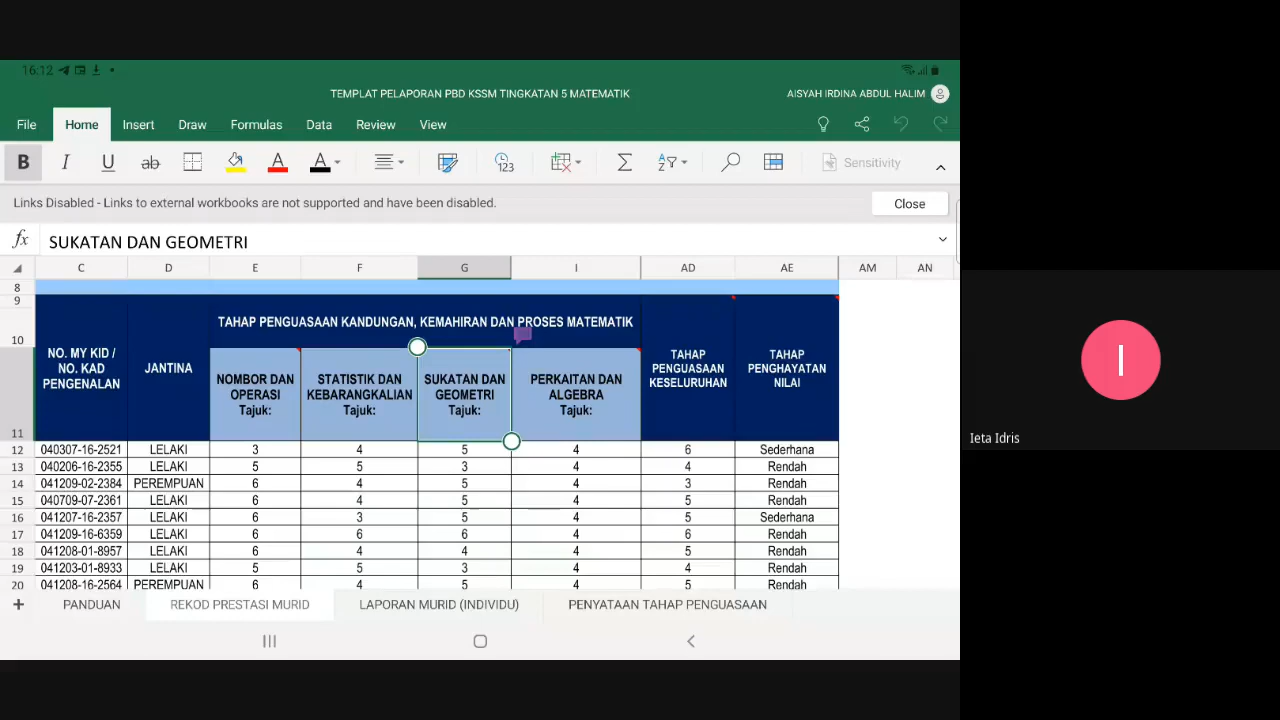 16:12
TEMPLAT PELAPORAN PBD KSSM TINGKATAN 5 MATEMATIK
AISYAH IRDINA ABDUL HALIM
File Home Insert Draw Formulas Data Review View
B I U ab A A 123 Σ A Z Sensitivity
Links Disabled - Links to external workbooks are not supported and have been disabled.
Close
fx SUKATAN DAN GEOMETRI
C D E F G I AD AE AM AN
8
9
10
11
NO. MY KID /
NO. KAD
PENGENALAN
JANTINA
TAHAP PENGUASAAN KANDUNGAN, KEMAHIRAN DAN PROSES MATEMATIK
NOMBOR DAN
OPERASI
Tajuk:
STATISTIK DAN
KEBARANGKALIAN
Tajuk:
SUKATAN DAN
GEOMETRI
Tajuk:
PERKAITAN DAN
ALGEBRA
Tajuk:
TAHAP
PENGUASAAN
KESELURUHAN
TAHAP
PENGHAYATAN
NILAI
12 040307-16-2521 LELAKI 3 4 5 4 6 Sederhana
13 040206-16-2355 LELAKI 5 5 3 4 4 Rendah
14 041209-02-2384 PEREMPUAN 6 4 5 4 3 Rendah
15 040709-07-2361 LELAKI 6 4 5 4 5 Rendah
16 041207-16-2357 LELAKI 6 3 5 4 5 Sederhana
17 041209-16-6359 LELAKI 6 6 6 4 6 Rendah
18 041208-01-8957 LELAKI 6 4 4 4 5 Rendah
19 041203-01-8933 LELAKI 5 5 3 4 4 Rendah
20 041208-16-2564 PEREMPUAN 6 4 5 4 5 Rendah
+ PANDUAN REKOD PRESTASI MURID LAPORAN MURID (INDIVIDU) PENYATAAN TAHAP PENGUASAAN
I
Ieta Idris